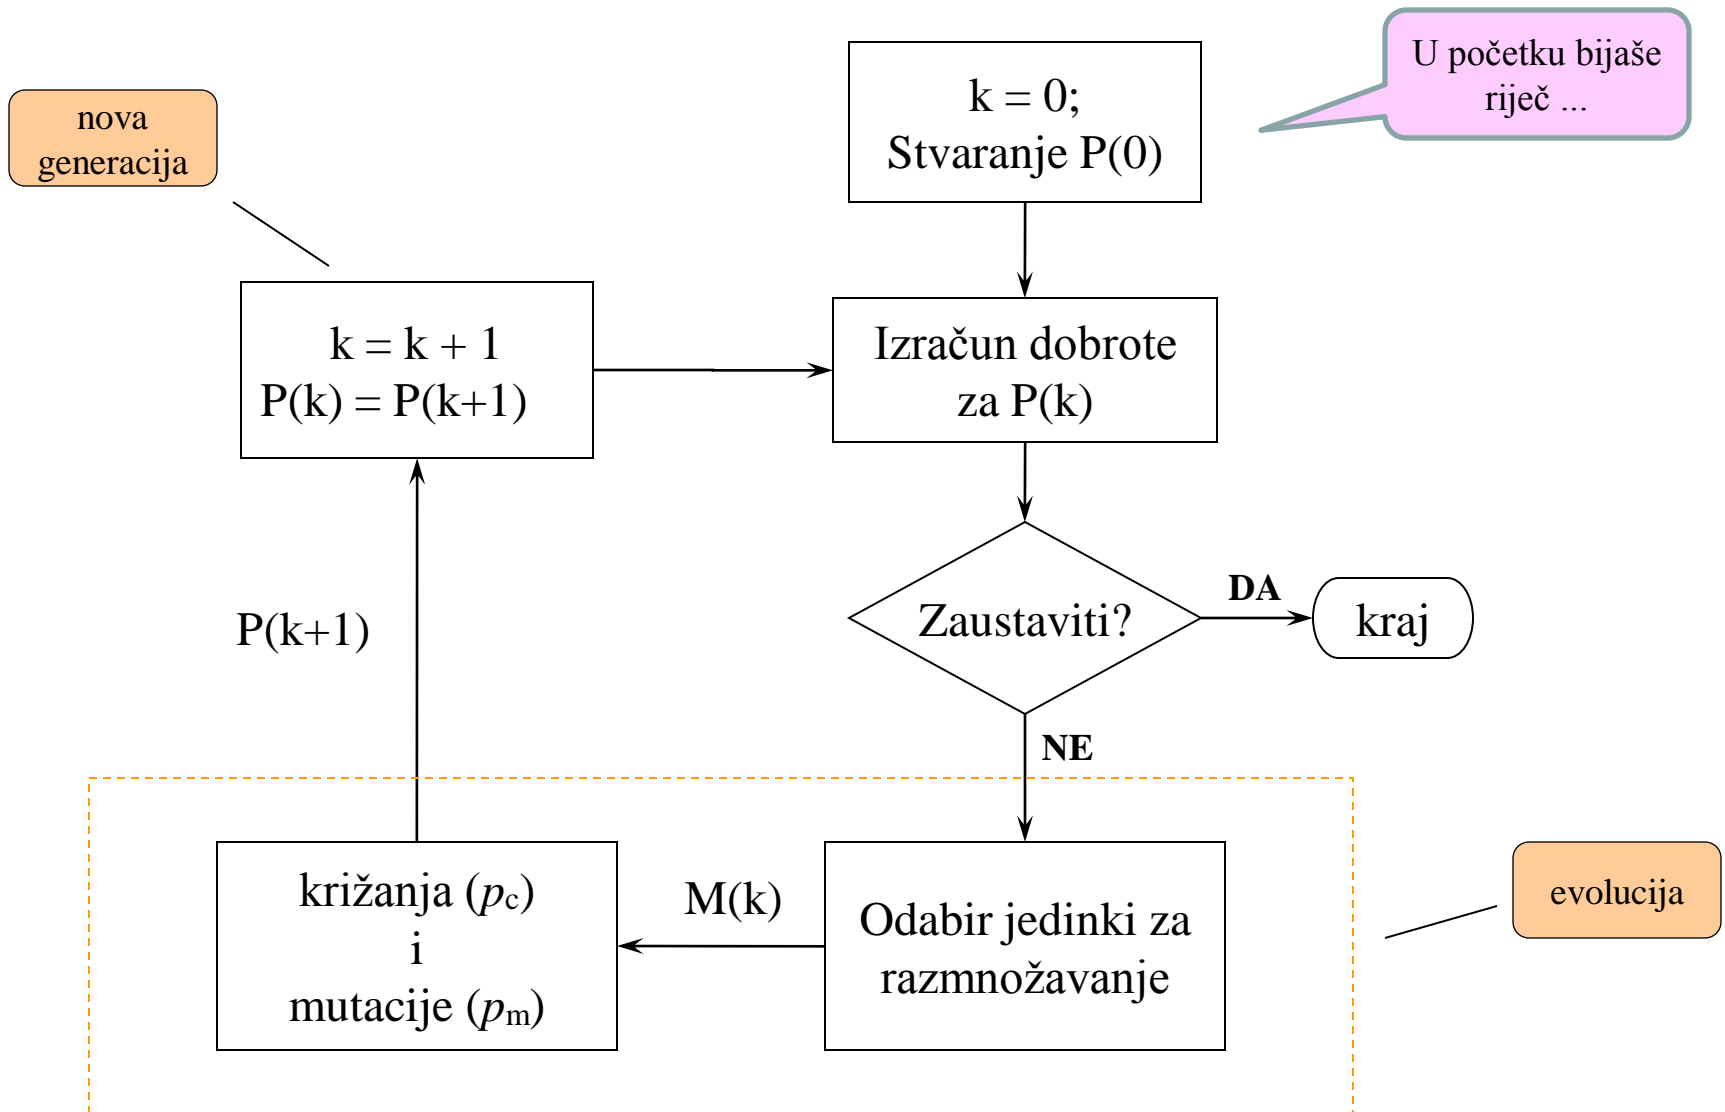 U početku bijaše
riječ ...
k = 0;
Stvaranje P(0)
nova
generacija
k = k + 1
P(k) = P(k+1)
Izračun dobrote
za P(k)
Zaustaviti?
DA
kraj
P(k+1)
NE
križanja (pc)
i
mutacije (pm)
M(k)
Odabir jedinki za
razmnožavanje
evolucija